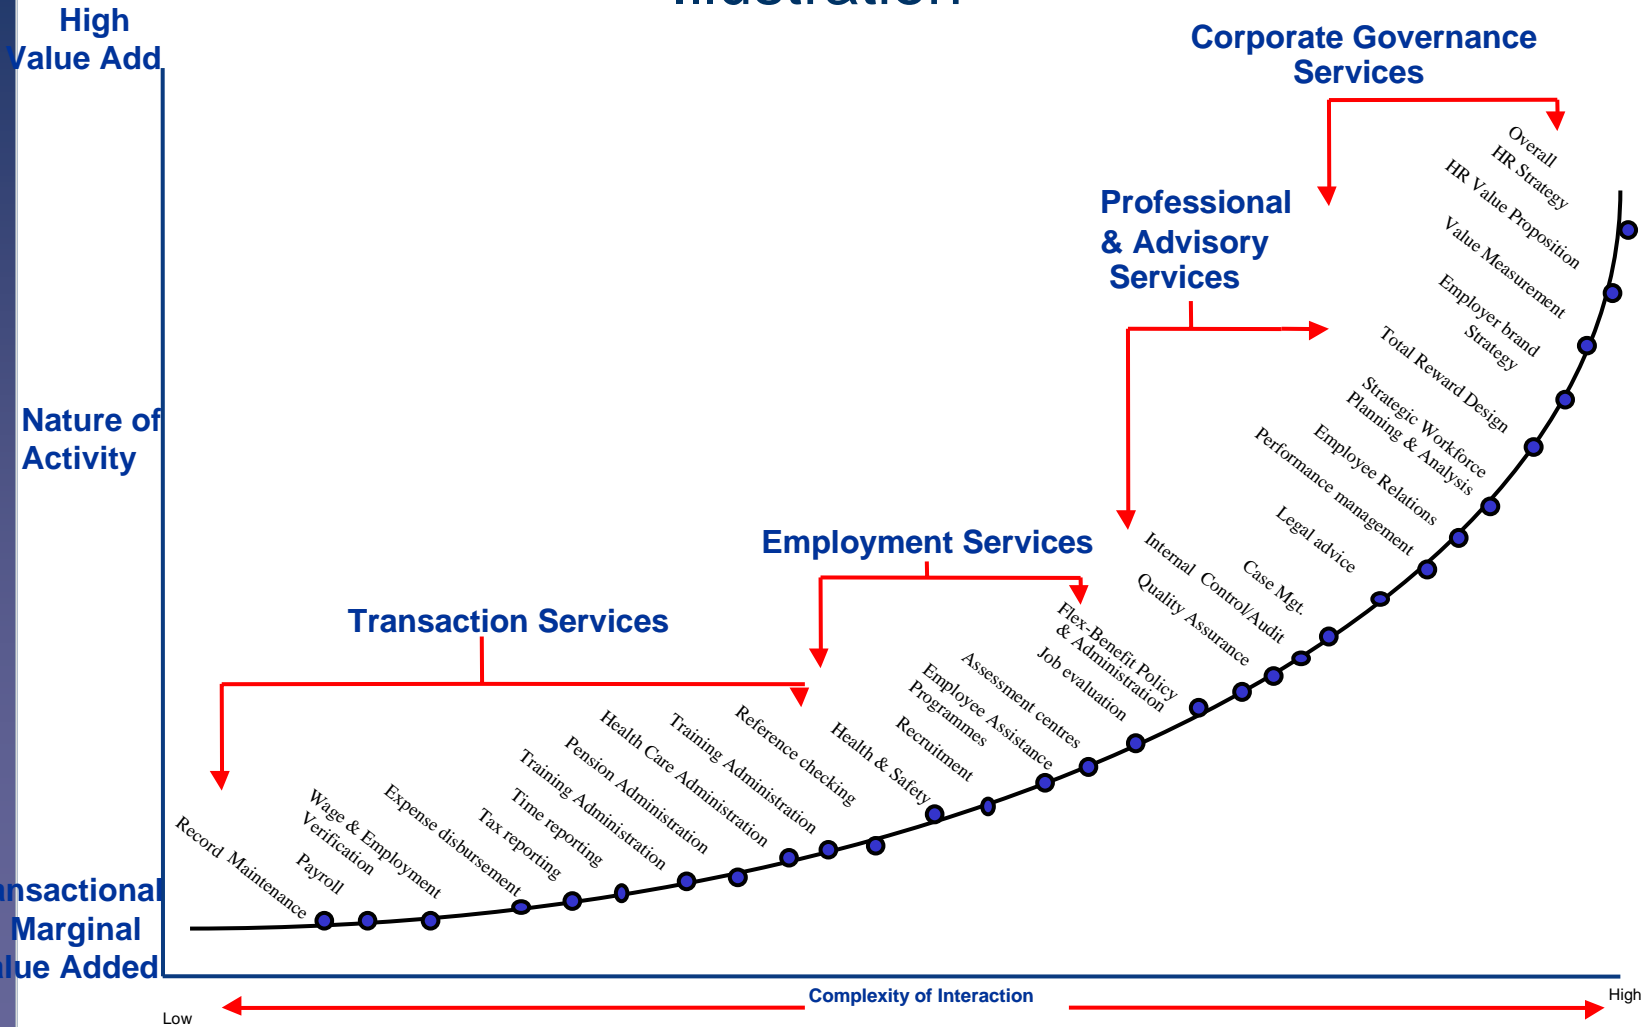 Illustration
High
Value Add
Corporate Governance
Services
Professional
& Advisory
Services
Nature of
Activity
Employment Services
Transaction Services
Record Maintenance
Payroll
Wage & Employment
Verification
Expense disbursement
Tax reporting
Time reporting
Training Administration
Pension Administration
Health Care Administration
Training Administration
Reference checking
Health & Safety
Recruitment
Employee Assistance
Programmes
Assessment centres
Job evaluation
Flex-Benefit Policy
& Administration
Quality Assurance
Internal Control/Audit
Case Mgt.
Legal advice
Performance management
Employee Relations
Strategic Workforce
Planning & Analysis
Total Reward Design
Employer brand
Strategy
Value Measurement
HR Value Proposition
Overall
HR Strategy
ansactional
Marginal
alue Added
Complexity of Interaction
Low
High